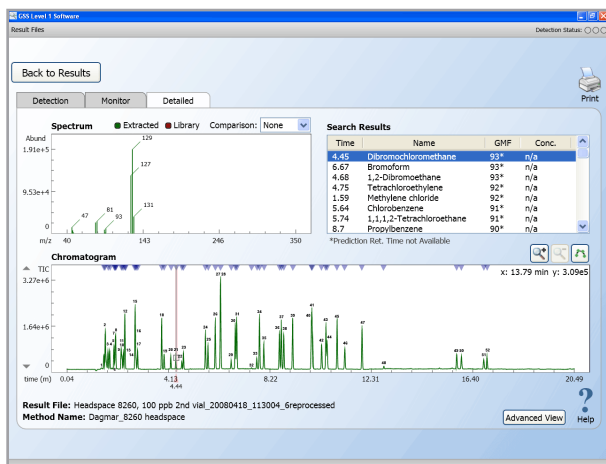 GSS Level 1 Software
Result Files
Detection Status:
Back to Results
Print
Detection Monitor Detailed
Spectrum Extracted Library Comparison: None
Abund
1.91e+5
9.53e+4
0
129
127
131
81
47
93
m/z 40 143 246 350
Search Results
Time Name GMF Conc.
4.45 Dibromochloromethane 93* n/a
6.67 Bromoform 93* n/a
4.68 1,2-Dibromoethane 93* n/a
4.75 Tetrachloroethylene 92* n/a
1.59 Methylene chloride 92* n/a
5.64 Chlorobenzene 91* n/a
5.74 1,1,1,2-Tetrachloroethane 91* n/a
8.7 Propylbenzene 90* n/a
*Prediction Ret. Time not Available
Chromatogram
x: 13.79 min y: 3.09e5
TIC
3.27e+6
1.64e+6
0
time (m) 0.04 4.13 8.22 12.31 16.40 20.49
4.44
Result File: Headspace 8260, 100 ppb 2nd vial_20080418_113004_6reprocessed
Method Name: Dagmar_8260 headspace
Advanced View
Help